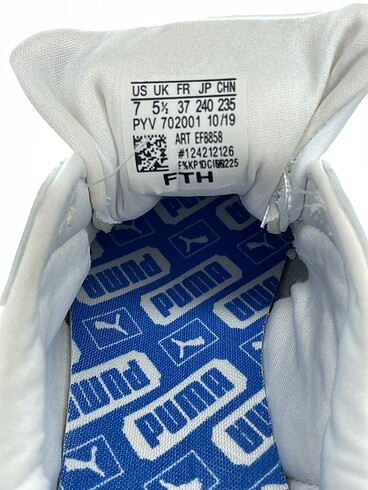 US UK FR JP CHN
7 5½ 37 240 235
PYV 702001 10/19
ART EF8858
#124212126
FTH
PUMA
PUMA
PUMA
PUMA
PUMA